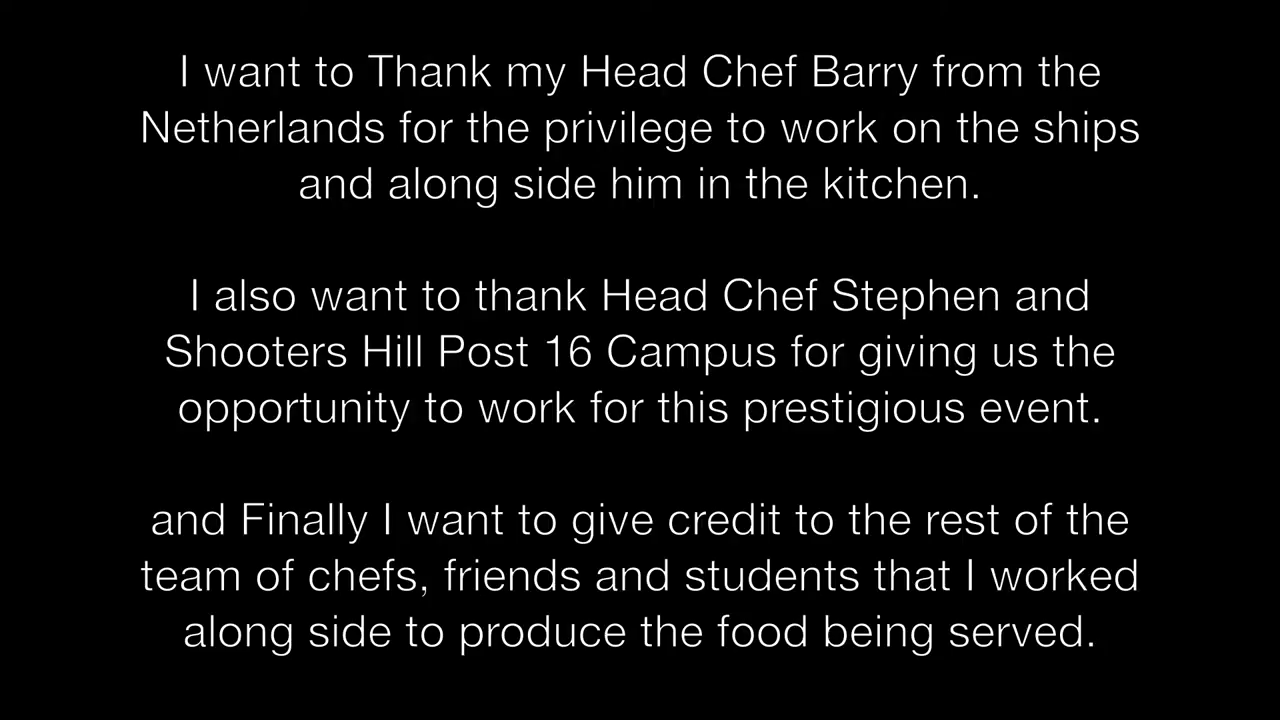 I want to Thank my Head Chef Barry from the
Netherlands for the privilege to work on the ships
and along side him in the kitchen.
I also want to thank Head Chef Stephen and
Shooters Hill Post 16 Campus for giving us the
opportunity to work for this prestigious event.
and Finally I want to give credit to the rest of the
team of chefs, friends and students that I worked
along side to produce the food being served.